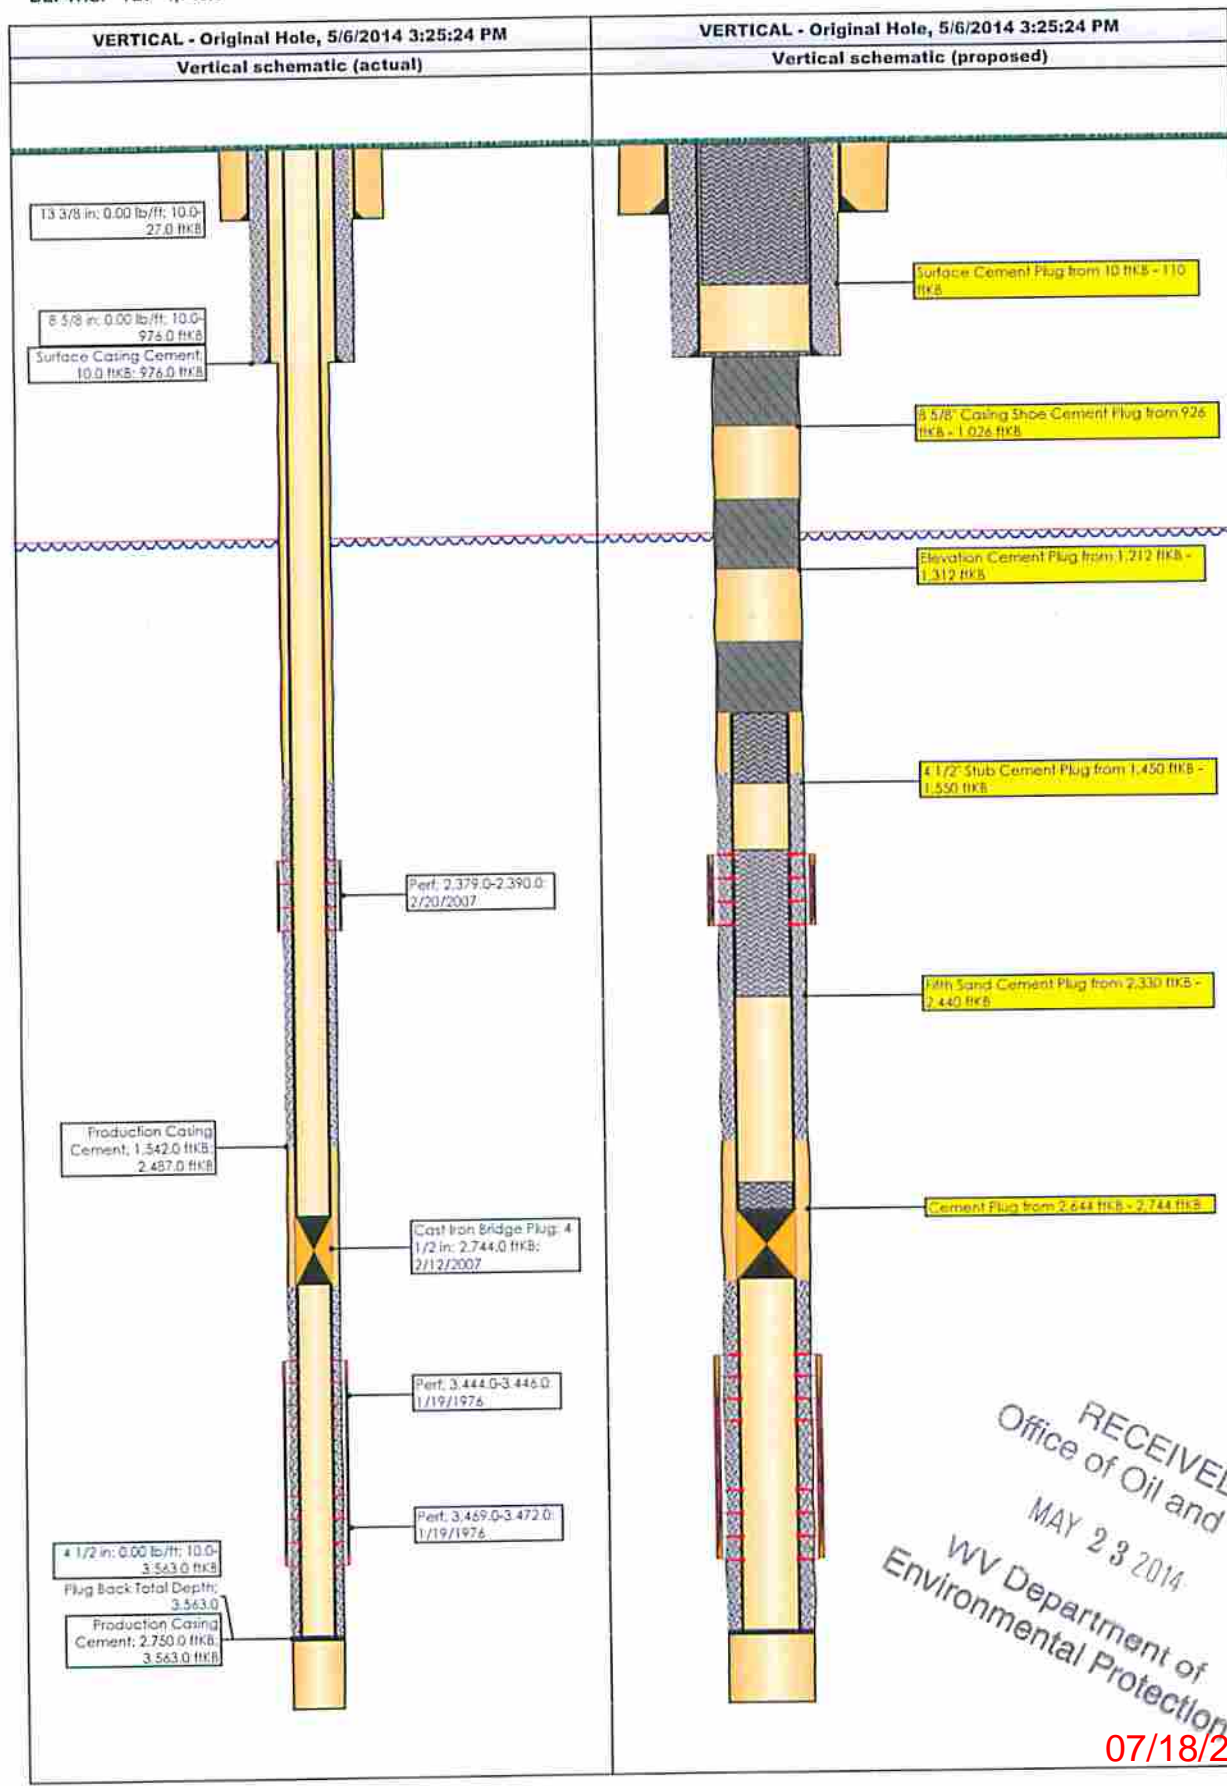 VERTICAL - Original Hole, 5/6/2014 3:25:24 PM
Vertical schematic (actual)
13 3/8 in; 0.00 lb/ft; 10.0-
27.0 ftKB
8 5/8 in; 0.00 lb/ft; 10.0-
976.0 ftKB
Surface Casing Cement;
10.0 ftKB; 976.0 ftKB
Perf; 2,379.0-2,390.0;
2/20/2007
Production Casing
Cement; 1,542.0 ftKB;
2,487.0 ftKB
Cast Iron Bridge Plug; 4
1/2 in; 2,744.0 ftKB;
2/12/2007
Perf; 3,444.0-3,446.0;
1/19/1976
Perf; 3,469.0-3,472.0;
1/19/1976
4 1/2 in; 0.00 lb/ft; 10.0-
3,563.0 ftKB
Plug Back Total Depth;
3,563.0
Production Casing
Cement; 2,750.0 ftKB;
3,563.0 ftKB
VERTICAL - Original Hole, 5/6/2014 3:25:24 PM
Vertical schematic (proposed)
Surface Cement Plug from 10 ftKB - 110
ftKB
8 5/8" Casing Shoe Cement Plug from 926
ftKB - 1,026 ftKB
Elevation Cement Plug from 1,212 ftKB -
1,312 ftKB
4 1/2" Stub Cement Plug from 1,450 ftKB -
1,550 ftKB
Fifth Sand Cement Plug from 2,330 ftKB -
2,440 ftKB
Cement Plug from 2,644 ftKB - 2,744 ftKB
RECEIVED
Office of Oil and
MAY 23 2014
WV Department of
Environmental Protection
07/18/2